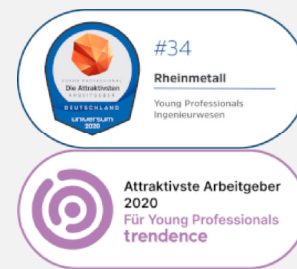 YOUNG PROFESSIONAL
Die Attraktivsten
ARBEITGEBER
DEUTSCHLAND
universum
2020
#34
Rheinmetall
Young Professionals
Ingenieurwesen
Attraktivste Arbeitgeber
2020
Für Young Professionals
trendence